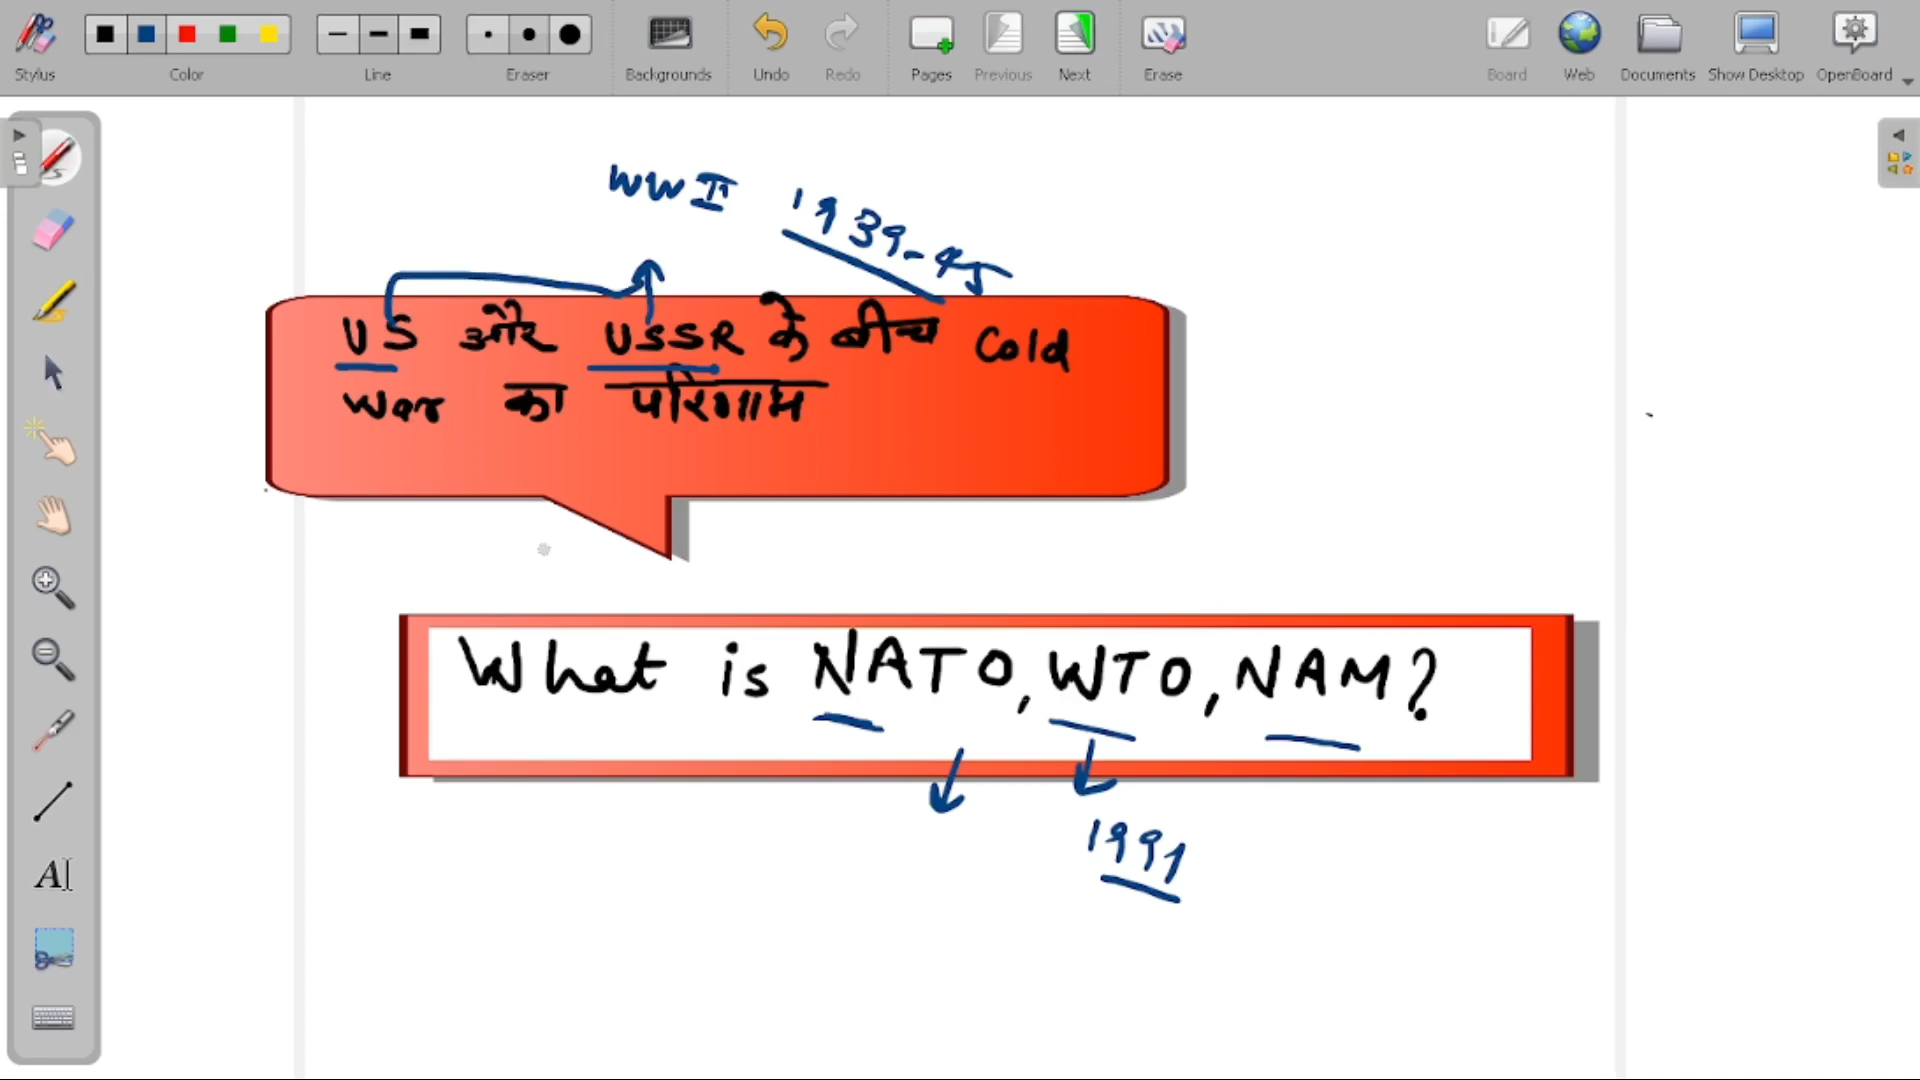 Stylus Color Line Eraser Backgrounds Undo Redo Pages Previous Next Erase Board Web Documents Show Desktop OpenBoard
WW II 1939-45
US और USSR के बीच Cold
War का परिणाम
What is NATO, WTO, NAM?
1991
A